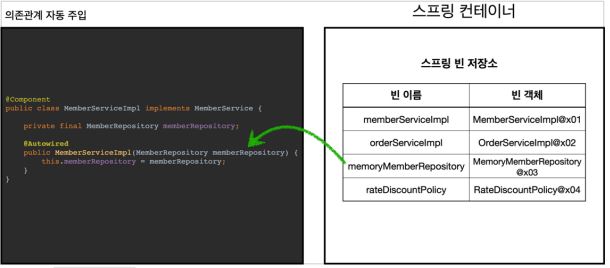 의존관계 자동 주입
스프링 컨테이너
@Component
public class MemberServiceImpl implements MemberService {
private final MemberRepository memberRepository;
@Autowired
public MemberServiceImpl(MemberRepository memberRepository) {
this.memberRepository = memberRepository;
}
}
스프링 빈 저장소
빈 이름 빈 객체
memberServiceImpl MemberServiceImpl@x01
orderServiceImpl OrderServiceImpl@x02
memoryMemberRepository MemoryMemberRepository
@x03
rateDiscountPolicy RateDiscountPolicy@x04